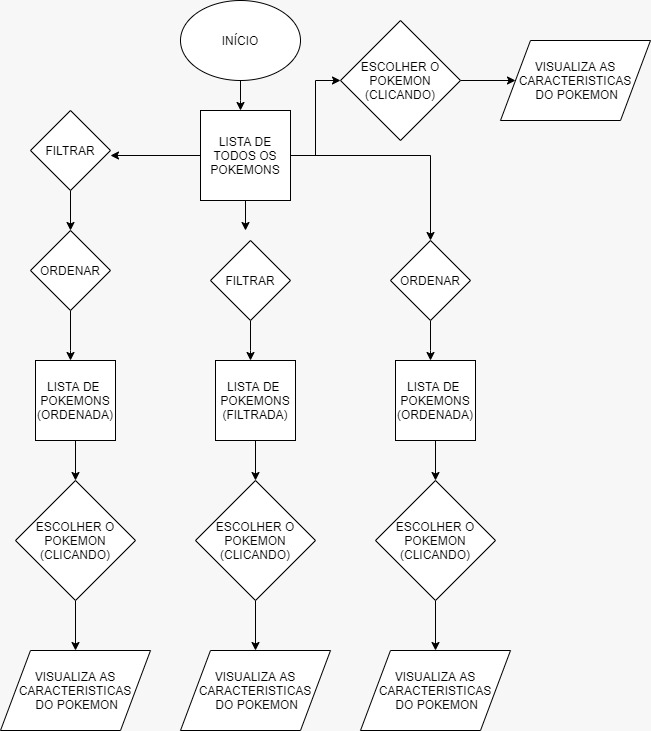 INÍCIO
ESCOLHER O
POKEMON
(CLICANDO)
VISUALIZA AS
CARACTERISTICAS
DO POKEMON
FILTRAR
LISTA DE
TODOS OS
POKEMONS
ORDENAR
FILTRAR
ORDENAR
LISTA DE
POKEMONS
(ORDENADA)
LISTA DE
POKEMONS
(FILTRADA)
LISTA DE
POKEMONS
(ORDENADA)
ESCOLHER O
POKEMON
(CLICANDO)
ESCOLHER O
POKEMON
(CLICANDO)
ESCOLHER O
POKEMON
(CLICANDO)
VISUALIZA AS
CARACTERISTICAS
DO POKEMON
VISUALIZA AS
CARACTERISTICAS
DO POKEMON
VISUALIZA AS
CARACTERISTICAS
DO POKEMON